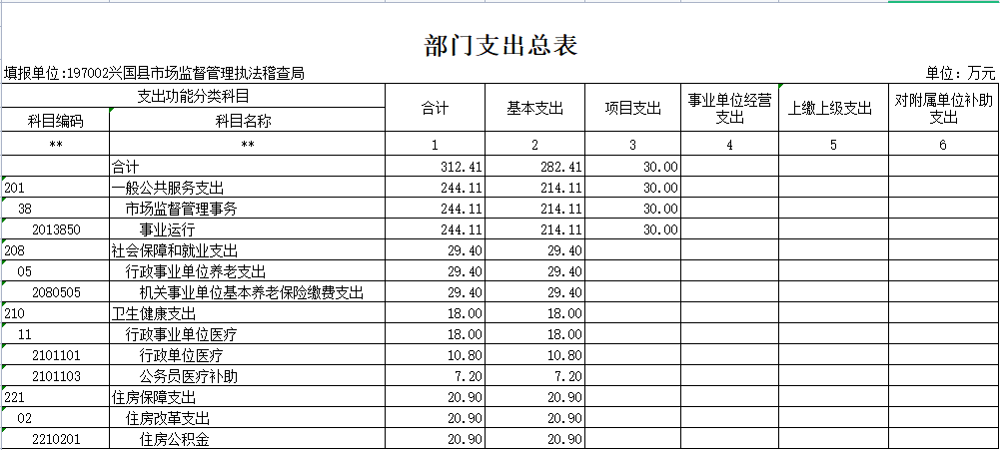 部门支出总表
填报单位:197002兴国县市场监督管理执法稽查局 单位：万元
支出功能分类科目 合计 基本支出 项目支出 事业单位经营支出 上缴上级支出 对附属单位补助支出
科目编码 科目名称
** ** 1 2 3 4 5 6
合计 312.41 282.41 30.00
201 一般公共服务支出 244.11 214.11 30.00
38 市场监督管理事务 244.11 214.11 30.00
2013850 事业运行 244.11 214.11 30.00
208 社会保障和就业支出 29.40 29.40
05 行政事业单位养老支出 29.40 29.40
2080505 机关事业单位基本养老保险缴费支出 29.40 29.40
210 卫生健康支出 18.00 18.00
11 行政事业单位医疗 18.00 18.00
2101101 行政单位医疗 10.80 10.80
2101103 公务员医疗补助 7.20 7.20
221 住房保障支出 20.90 20.90
02 住房改革支出 20.90 20.90
2210201 住房公积金 20.90 20.90